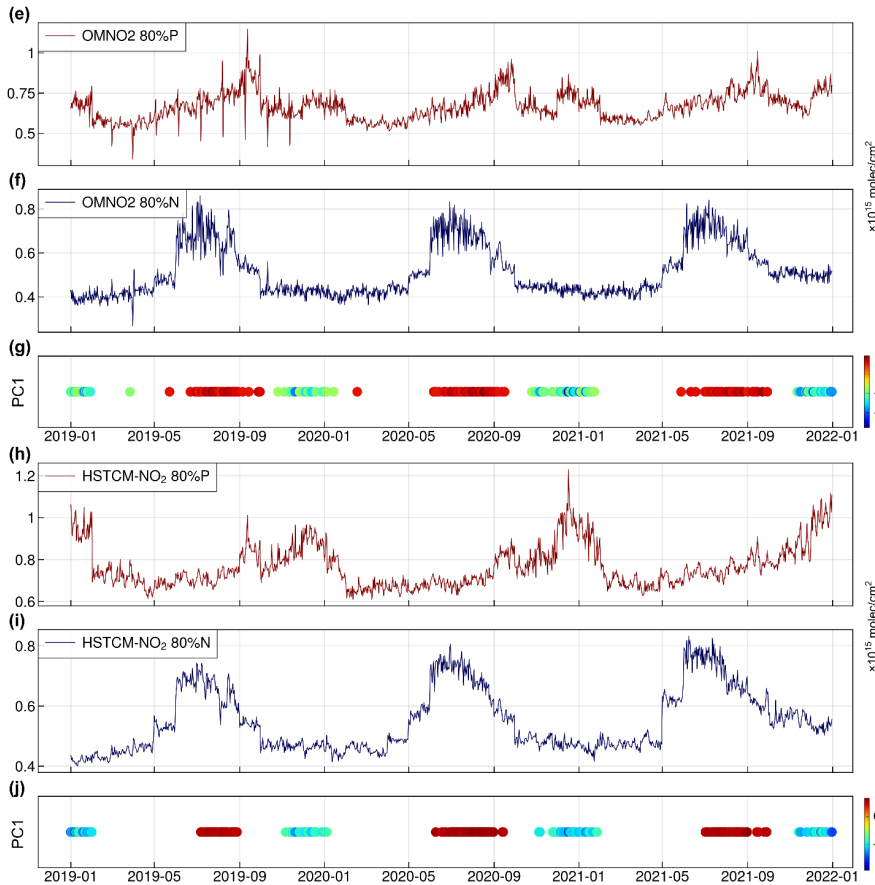 (e)
OMNO2 80%P
1
0.75
0.5
(f)
OMNO2 80%N
0.8
0.6
0.4
×10¹⁵ molec/cm²
(g)
PC1
2019-01 2019-05 2019-09 2020-01 2020-05 2020-09 2021-01 2021-05 2021-09 2022-01
(h)
HSTCM-NO₂ 80%P
1.2
1
0.8
0.6
(i)
HSTCM-NO₂ 80%N
0.8
0.6
0.4
×10¹⁵ molec/cm²
(j)
PC1
2019-01 2019-05 2019-09 2020-01 2020-05 2020-09 2021-01 2021-05 2021-09 2022-01